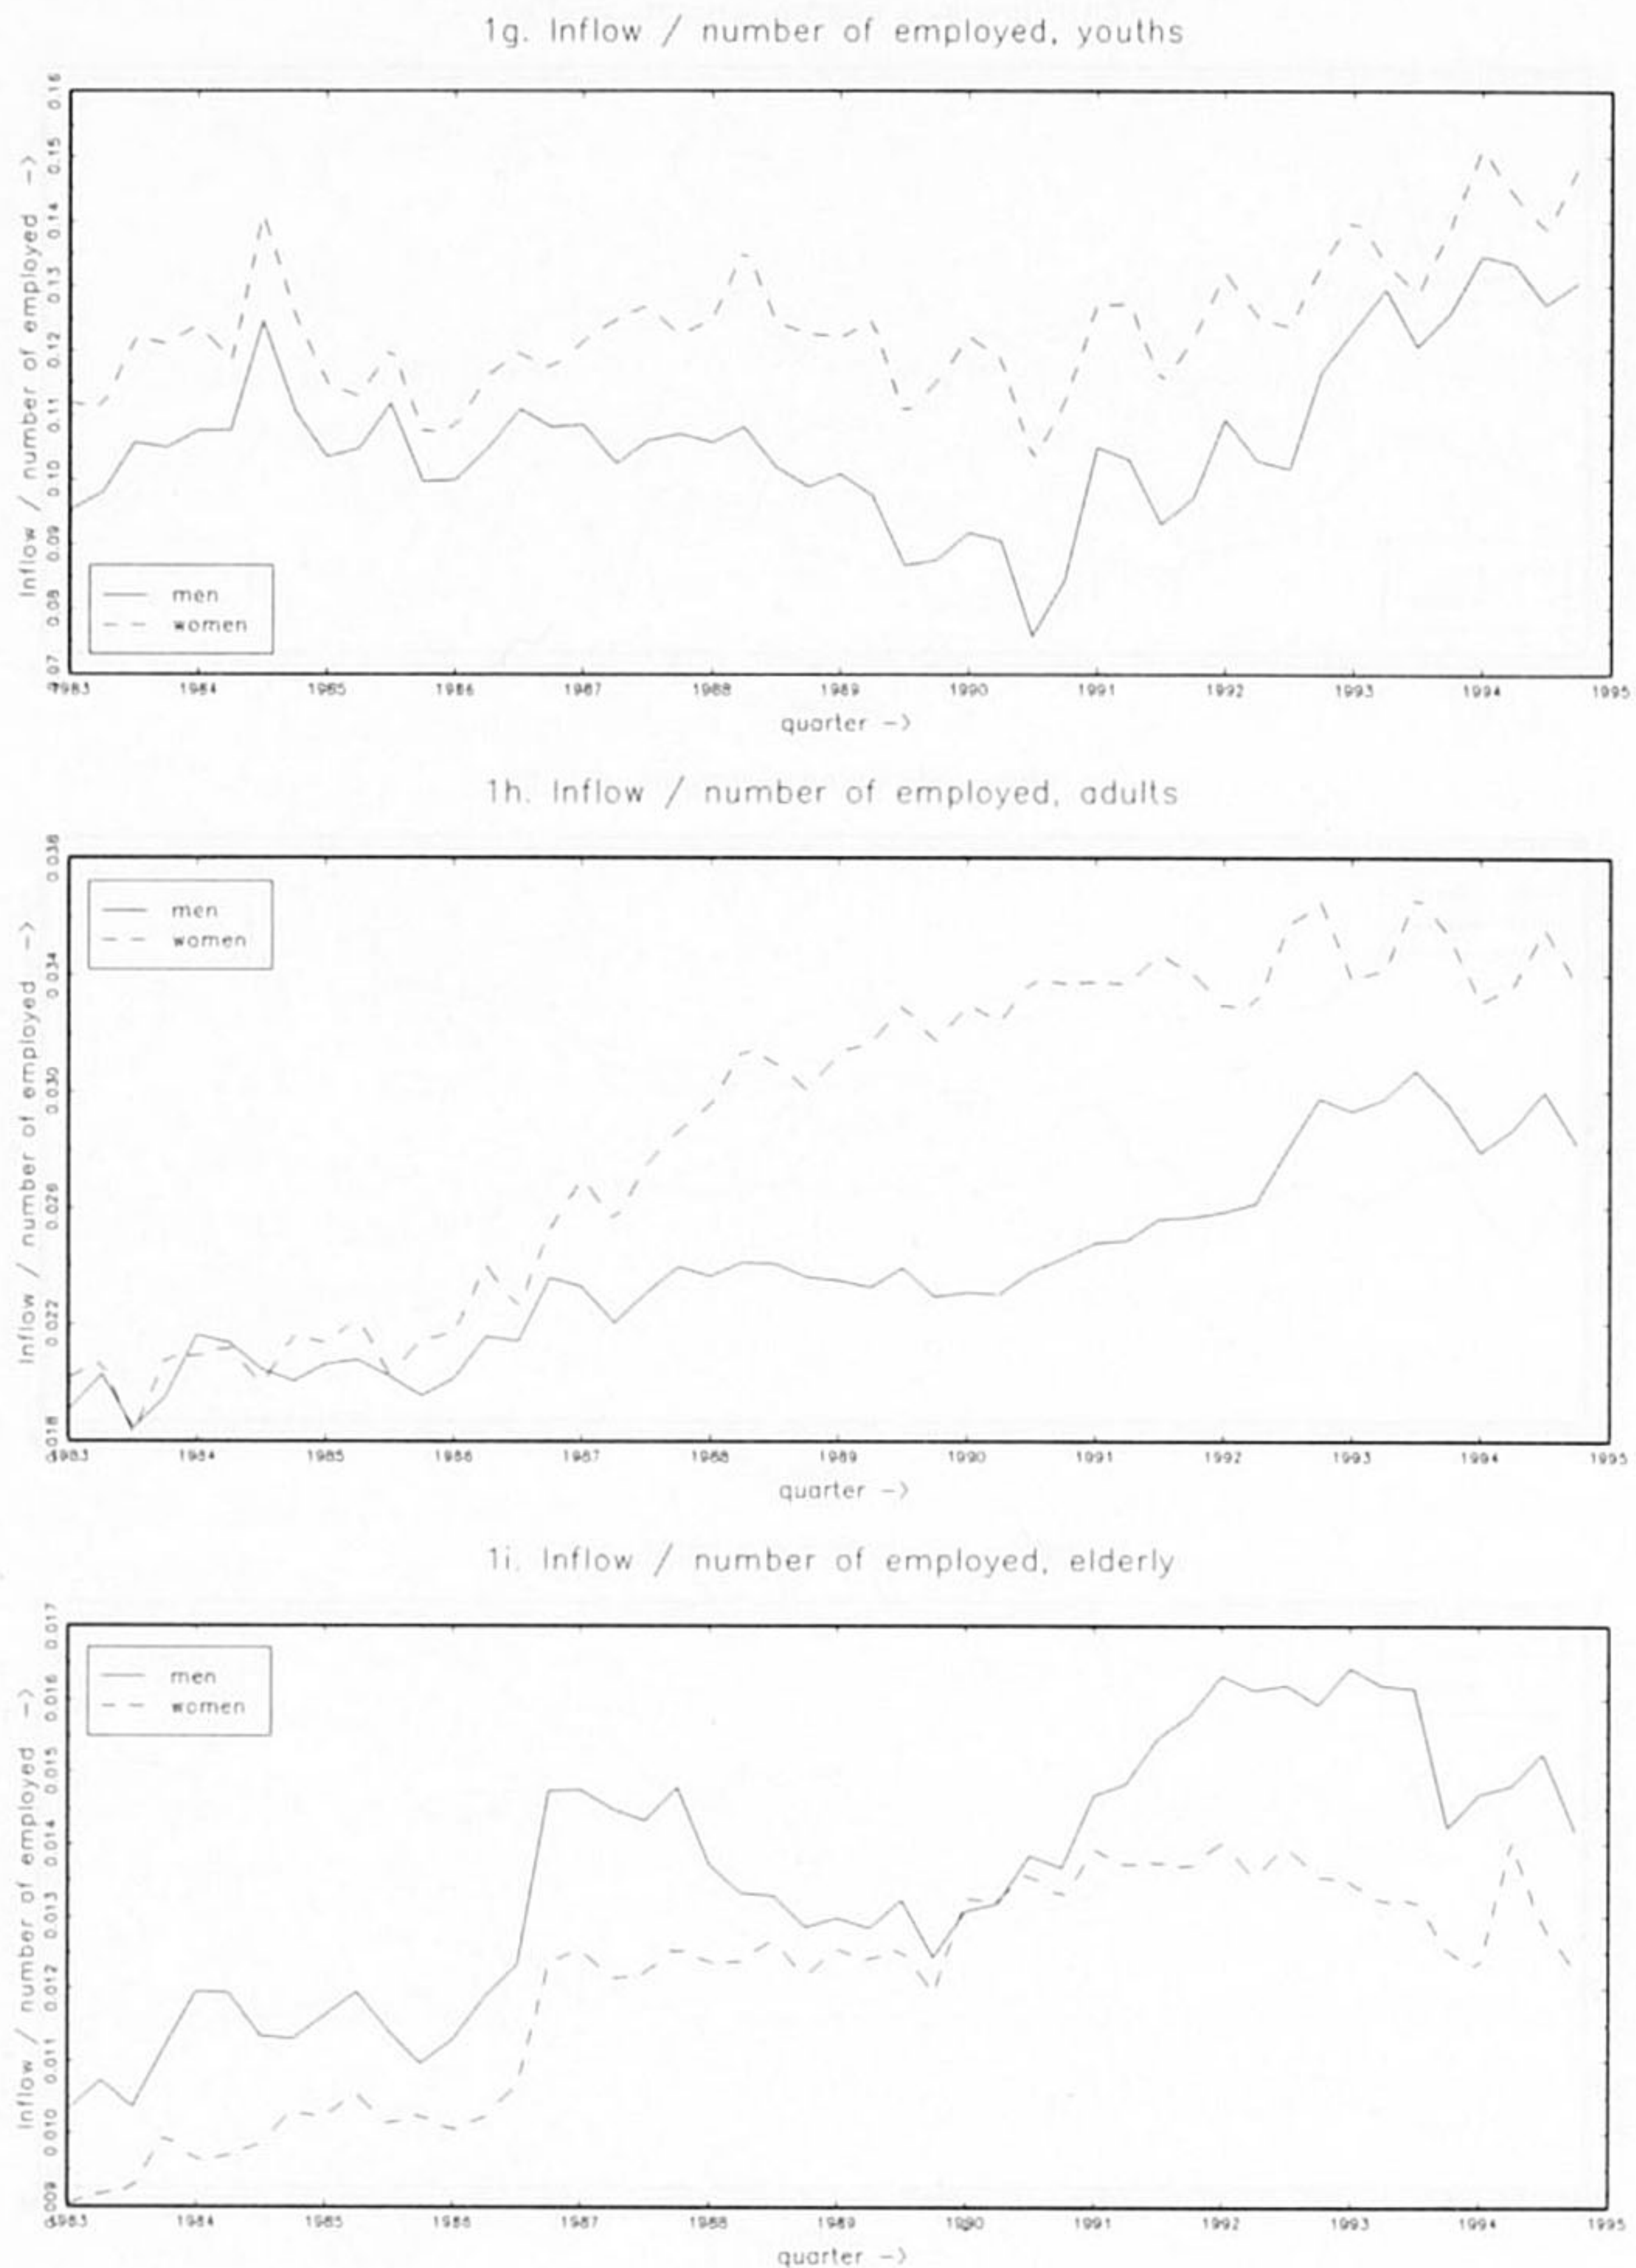 1g. Inflow / number of employed, youths
Inflow / number of employed −>
0.16
0.15
0.14
0.13
0.12
0.11
0.10
0.09
0.08
0.07
men
women
1983 1984 1985 1986 1987 1988 1989 1990 1991 1992 1993 1994 1995
quarter −>
1h. Inflow / number of employed, adults
Inflow / number of employed −>
0.038
0.034
0.030
0.026
0.022
0.018
men
women
1983 1984 1985 1986 1987 1988 1989 1990 1991 1992 1993 1994 1995
quarter −>
1i. Inflow / number of employed, elderly
Inflow / number of employed −>
0.017
0.016
0.015
0.014
0.013
0.012
0.011
0.010
0.009
men
women
1983 1984 1985 1986 1987 1988 1989 1990 1991 1992 1993 1994 1995
quarter −>